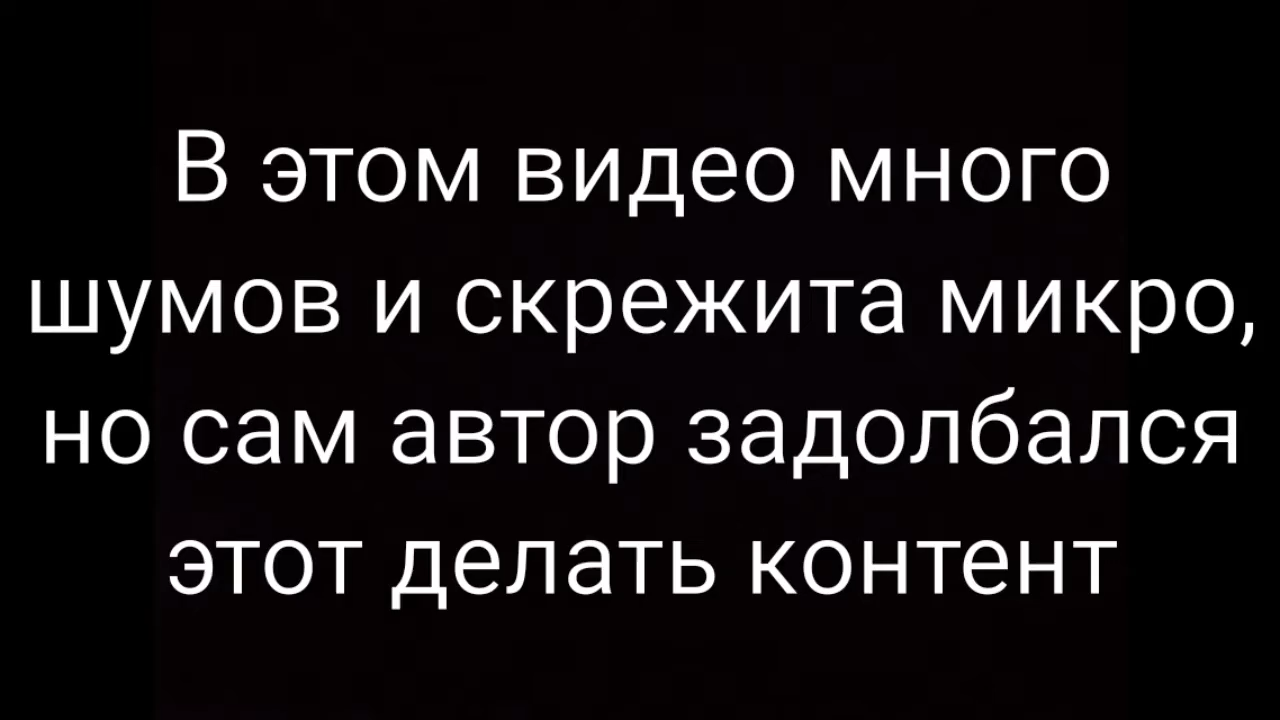 В этом видео много
шумов и скрежита микро,
но сам автор задолбался
этот делать контент